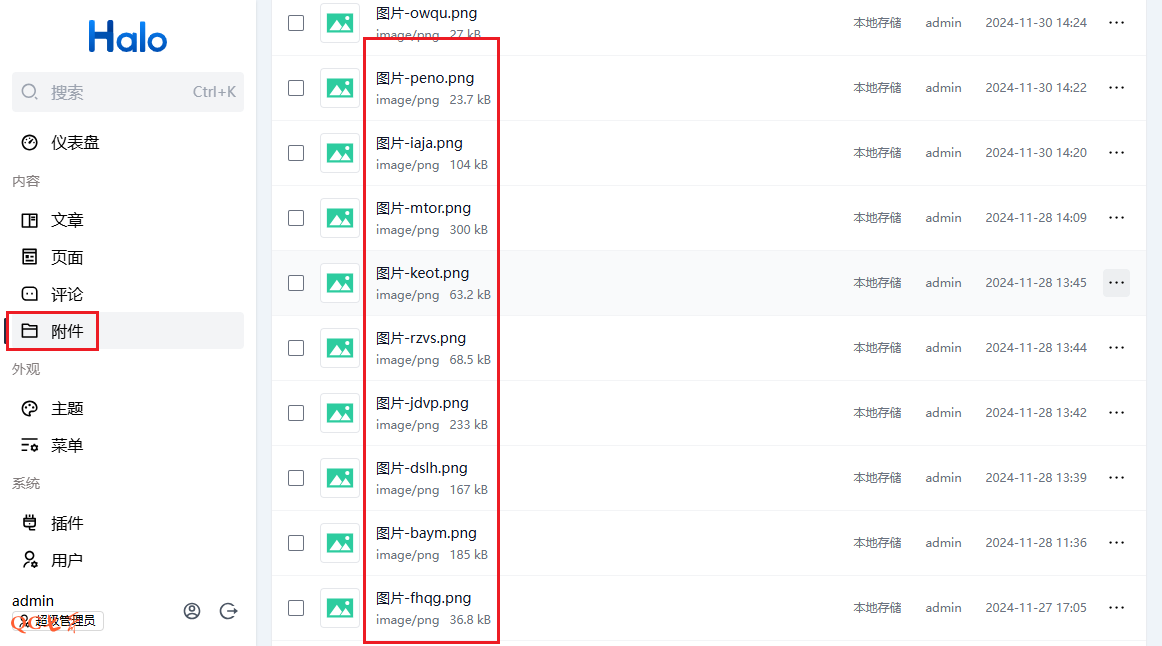 Halo
搜索 Ctrl+K
仪表盘
内容
文章
页面
评论
附件
外观
主题
菜单
系统
插件
用户
admin
超级管理员
图片-owqu.png
image/png 27 kB
本地存储 admin 2024-11-30 14:24
图片-peno.png
image/png 23.7 kB
本地存储 admin 2024-11-30 14:22
图片-iaja.png
image/png 104 kB
本地存储 admin 2024-11-30 14:20
图片-mtor.png
image/png 300 kB
本地存储 admin 2024-11-28 14:09
图片-keot.png
image/png 63.2 kB
本地存储 admin 2024-11-28 13:45
图片-rzvs.png
image/png 68.5 kB
本地存储 admin 2024-11-28 13:44
图片-jdvp.png
image/png 233 kB
本地存储 admin 2024-11-28 13:42
图片-dslh.png
image/png 167 kB
本地存储 admin 2024-11-28 13:39
图片-baym.png
image/png 185 kB
本地存储 admin 2024-11-28 11:36
图片-fhqg.png
image/png 36.8 kB
本地存储 admin 2024-11-27 17:05